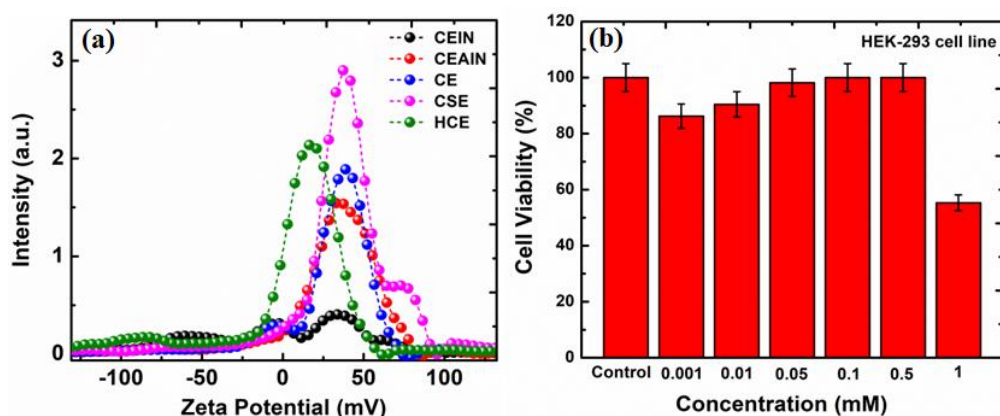 (a)
CEIN
CEAIN
CE
CSE
HCE
3
2
1
0
Intensity (a.u.)
-100 -50 0 50 100
Zeta Potential (mV)
(b)
HEK-293 cell line
120
100
80
60
40
20
0
Cell Viability (%)
Control 0.001 0.01 0.05 0.1 0.5 1
Concentration (mM)